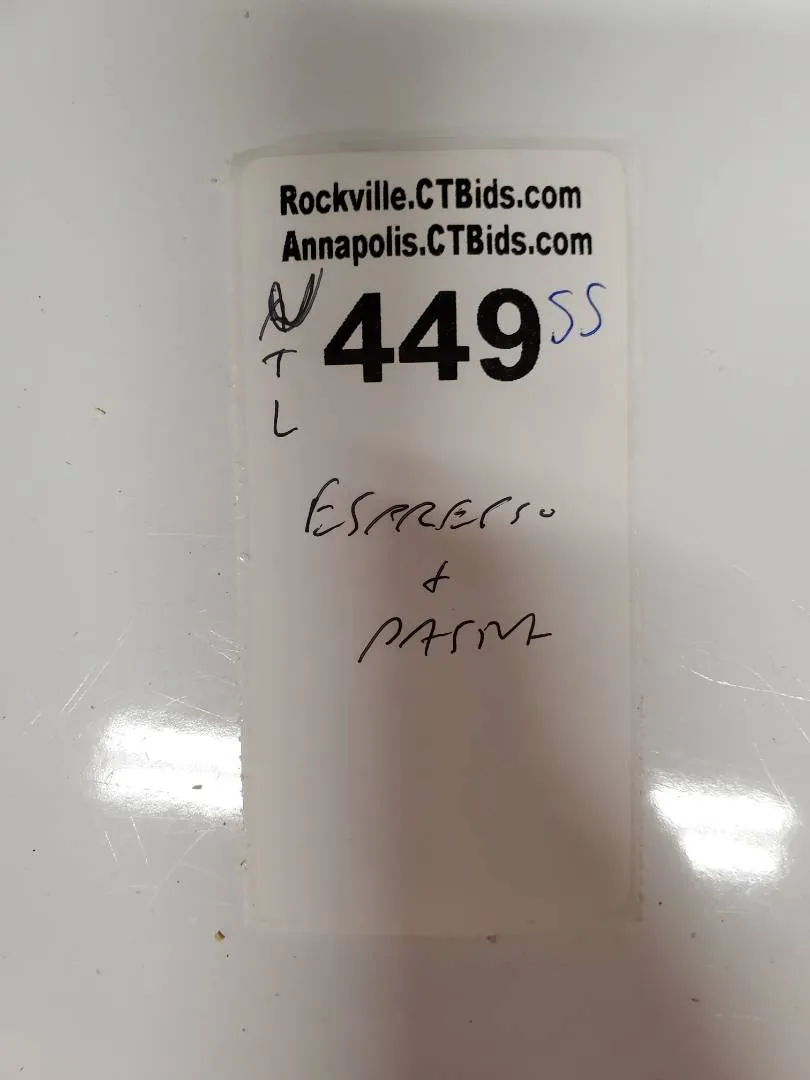 Rockville.CTBids.com
Annapolis.CTBids.com
449 SS
T
L
ESPRESSO
+
PASTA